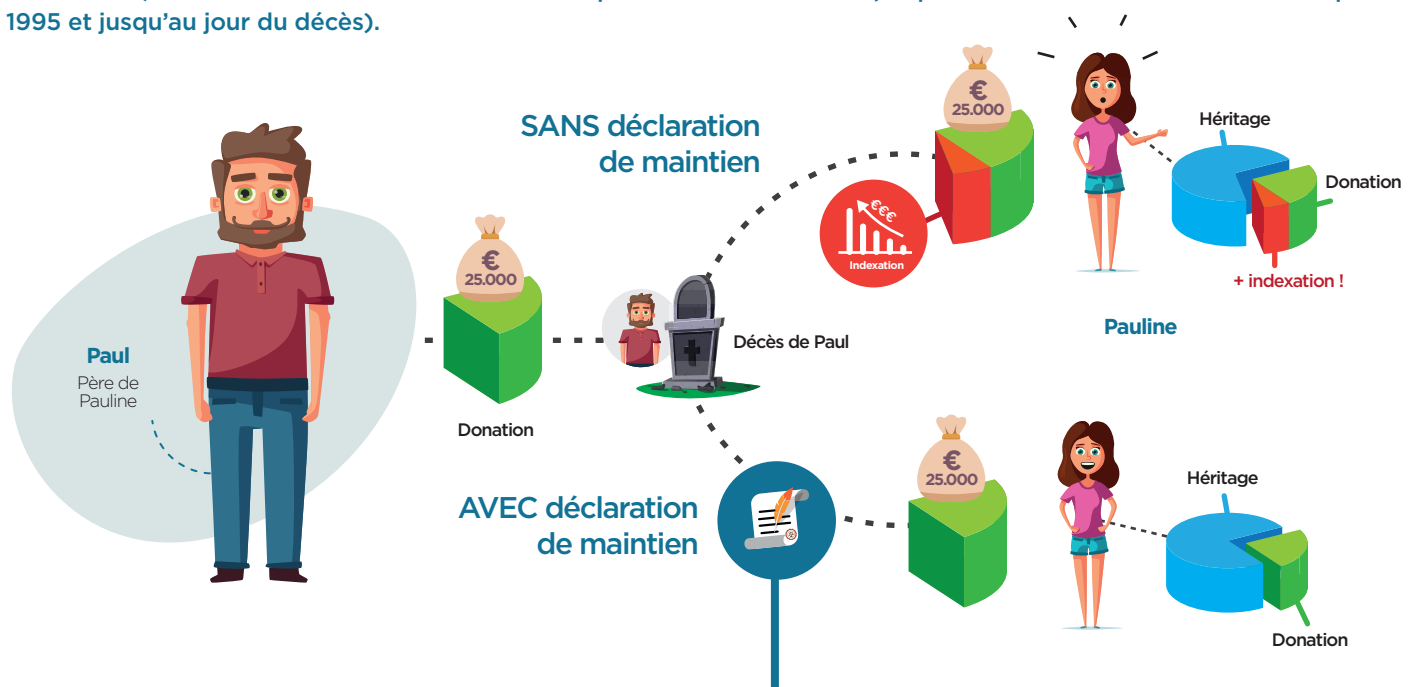 1995 et jusqu'au jour du décès).
SANS déclaration
de maintien
€
25.000
Héritage
Donation
€€€
Indexation
+ indexation !
Pauline
€
25.000
Décès de Paul
Paul
Père de
Pauline
Donation
AVEC déclaration
de maintien
€
25.000
Héritage
Donation